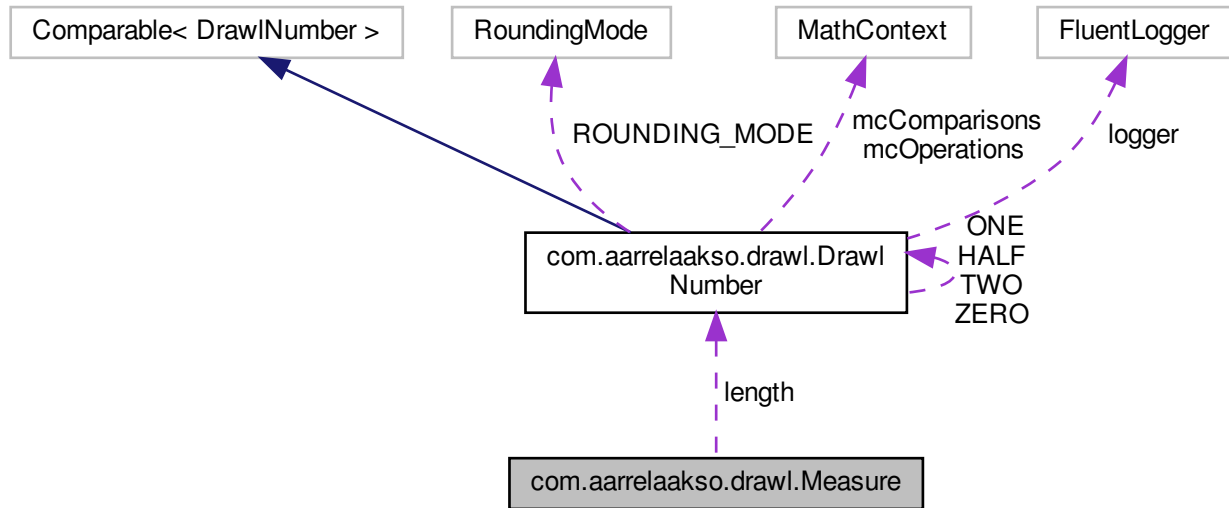 Comparable< DrawlNumber >
RoundingMode
MathContext
FluentLogger
ROUNDING_MODE
mcComparisons
mcOperations
logger
com.aarrelaakso.drawl.Drawl
Number
ONE
HALF
TWO
ZERO
length
com.aarrelaakso.drawl.Measure